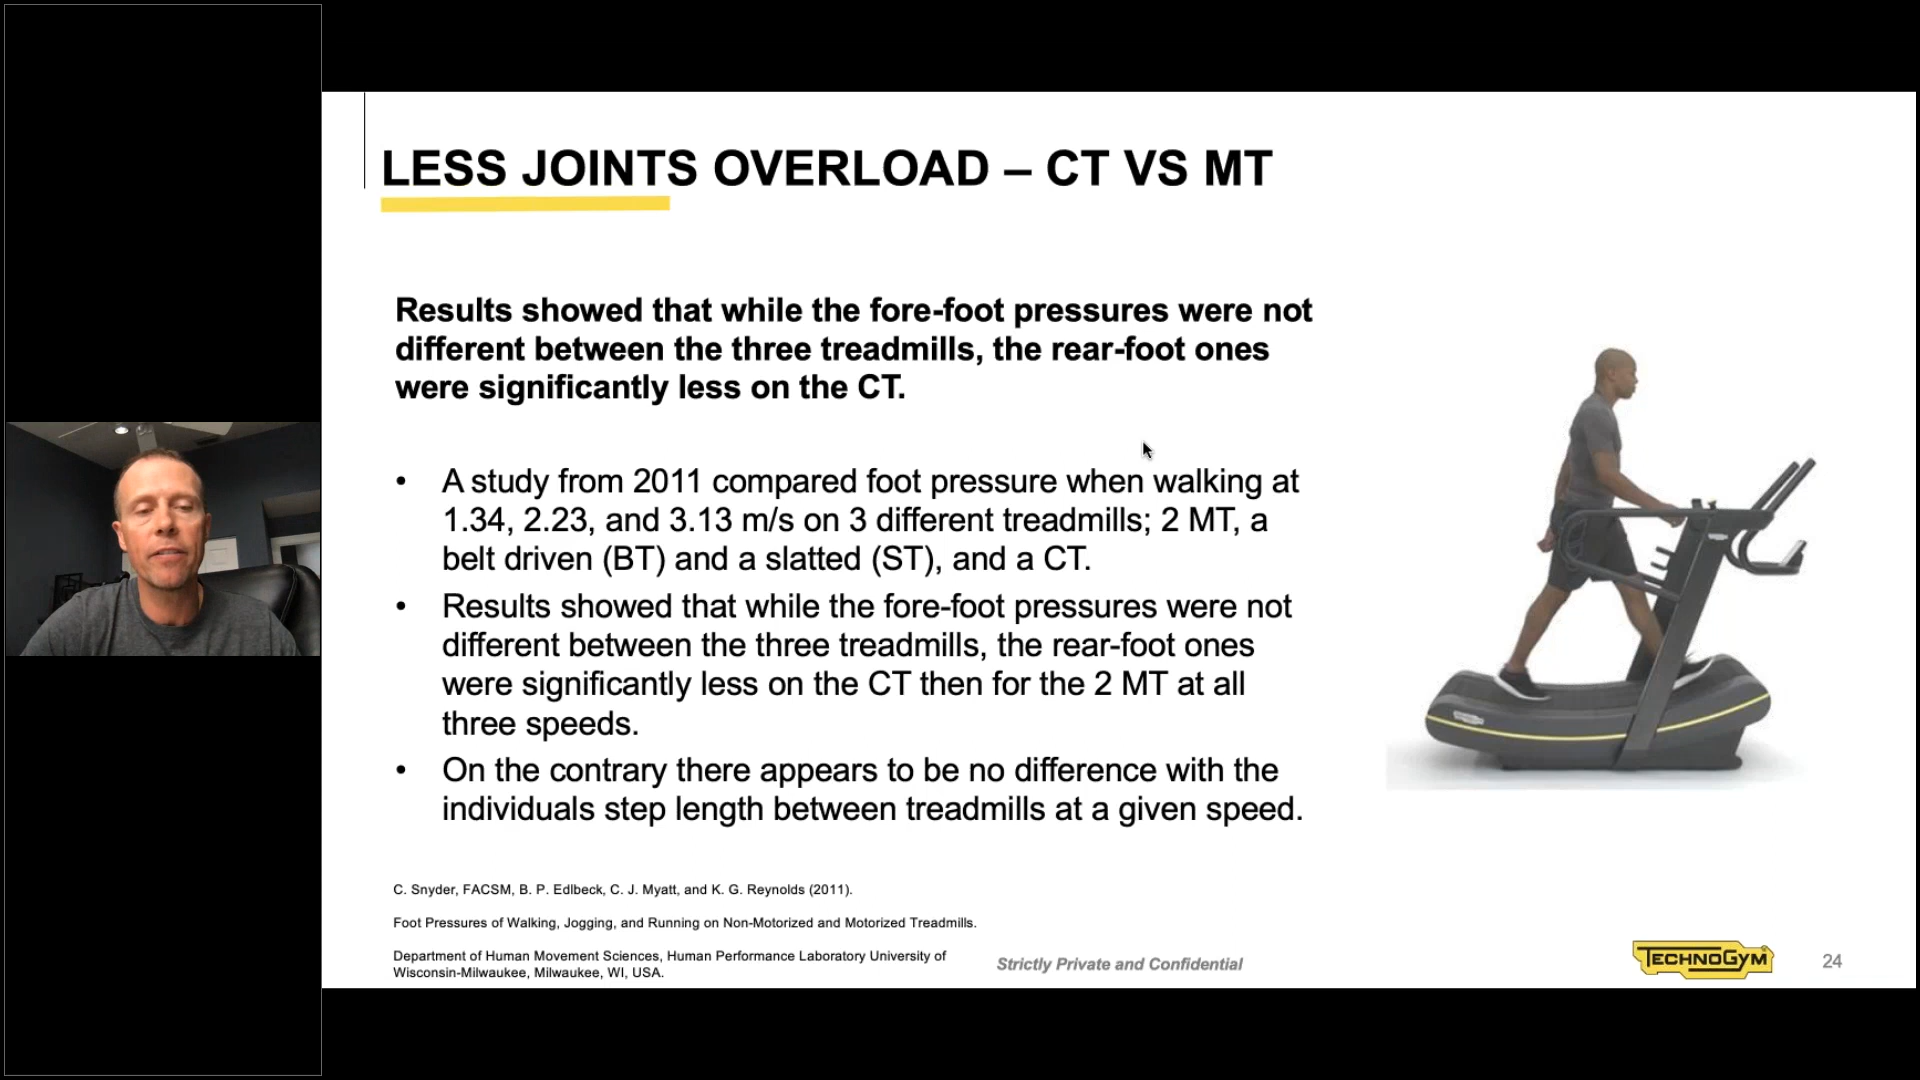 LESS JOINTS OVERLOAD – CT VS MT
Results showed that while the fore-foot pressures were not
different between the three treadmills, the rear-foot ones
were significantly less on the CT.
• A study from 2011 compared foot pressure when walking at
1.34, 2.23, and 3.13 m/s on 3 different treadmills; 2 MT, a
belt driven (BT) and a slatted (ST), and a CT.
• Results showed that while the fore-foot pressures were not
different between the three treadmills, the rear-foot ones
were significantly less on the CT then for the 2 MT at all
three speeds.
• On the contrary there appears to be no difference with the
individuals step length between treadmills at a given speed.
C. Snyder, FACSM, B. P. Edlbeck, C. J. Myatt, and K. G. Reynolds (2011).
Foot Pressures of Walking, Jogging, and Running on Non-Motorized and Motorized Treadmills.
Department of Human Movement Sciences, Human Performance Laboratory University of
Wisconsin-Milwaukee, Milwaukee, WI, USA.
Strictly Private and Confidential
TECHNOGYM
24